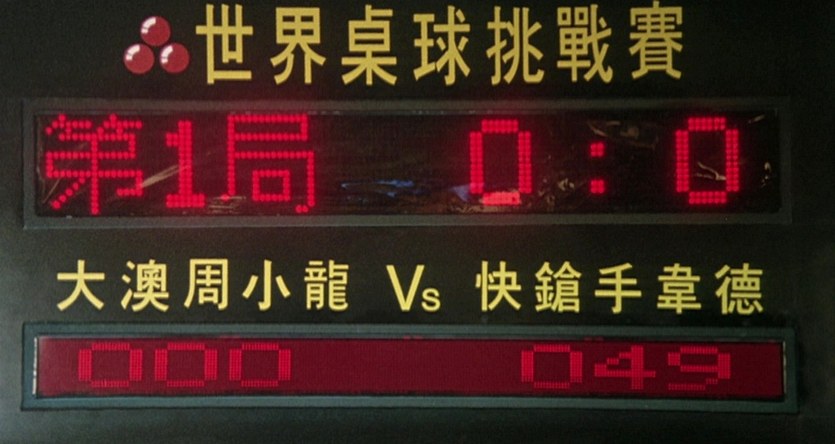 世界桌球挑戰賽
第1局 0:0
大澳周小龍 Vs 快鎗手韋德
000 049